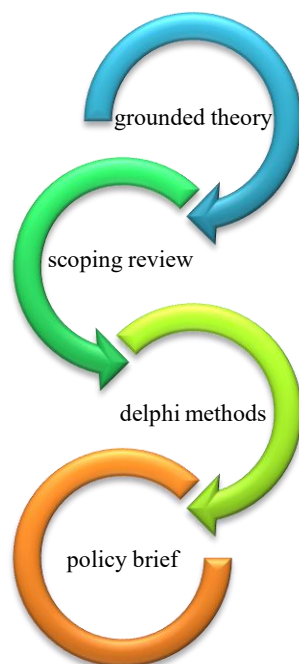 grounded theory
scoping review
delphi methods
policy brief